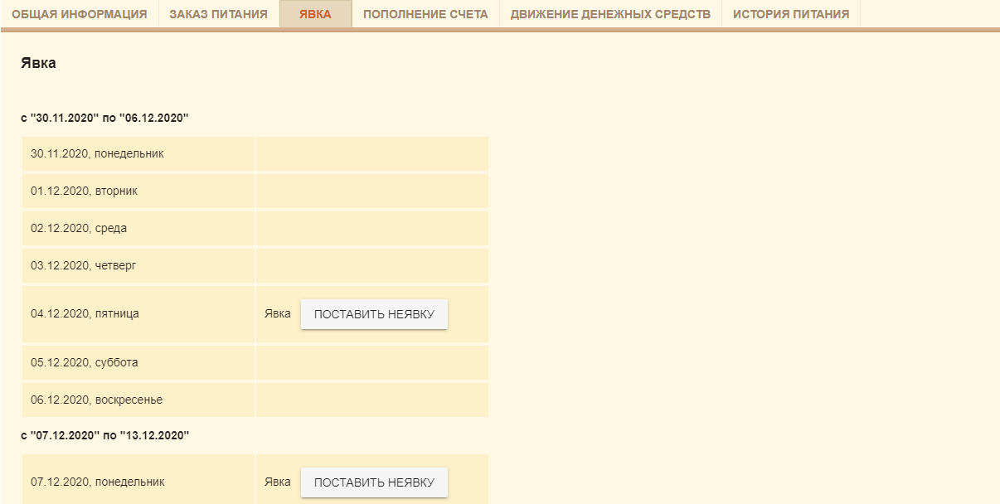 ОБЩАЯ ИНФОРМАЦИЯ ЗАКАЗ ПИТАНИЯ ЯВКА ПОПОЛНЕНИЕ СЧЕТА ДВИЖЕНИЕ ДЕНЕЖНЫХ СРЕДСТВ ИСТОРИЯ ПИТАНИЯ
Явка
с "30.11.2020" по "06.12.2020"
30.11.2020, понедельник
01.12.2020, вторник
02.12.2020, среда
03.12.2020, четверг
04.12.2020, пятница Явка ПОСТАВИТЬ НЕЯВКУ
05.12.2020, суббота
06.12.2020, воскресенье
с "07.12.2020" по "13.12.2020"
07.12.2020, понедельник Явка ПОСТАВИТЬ НЕЯВКУ